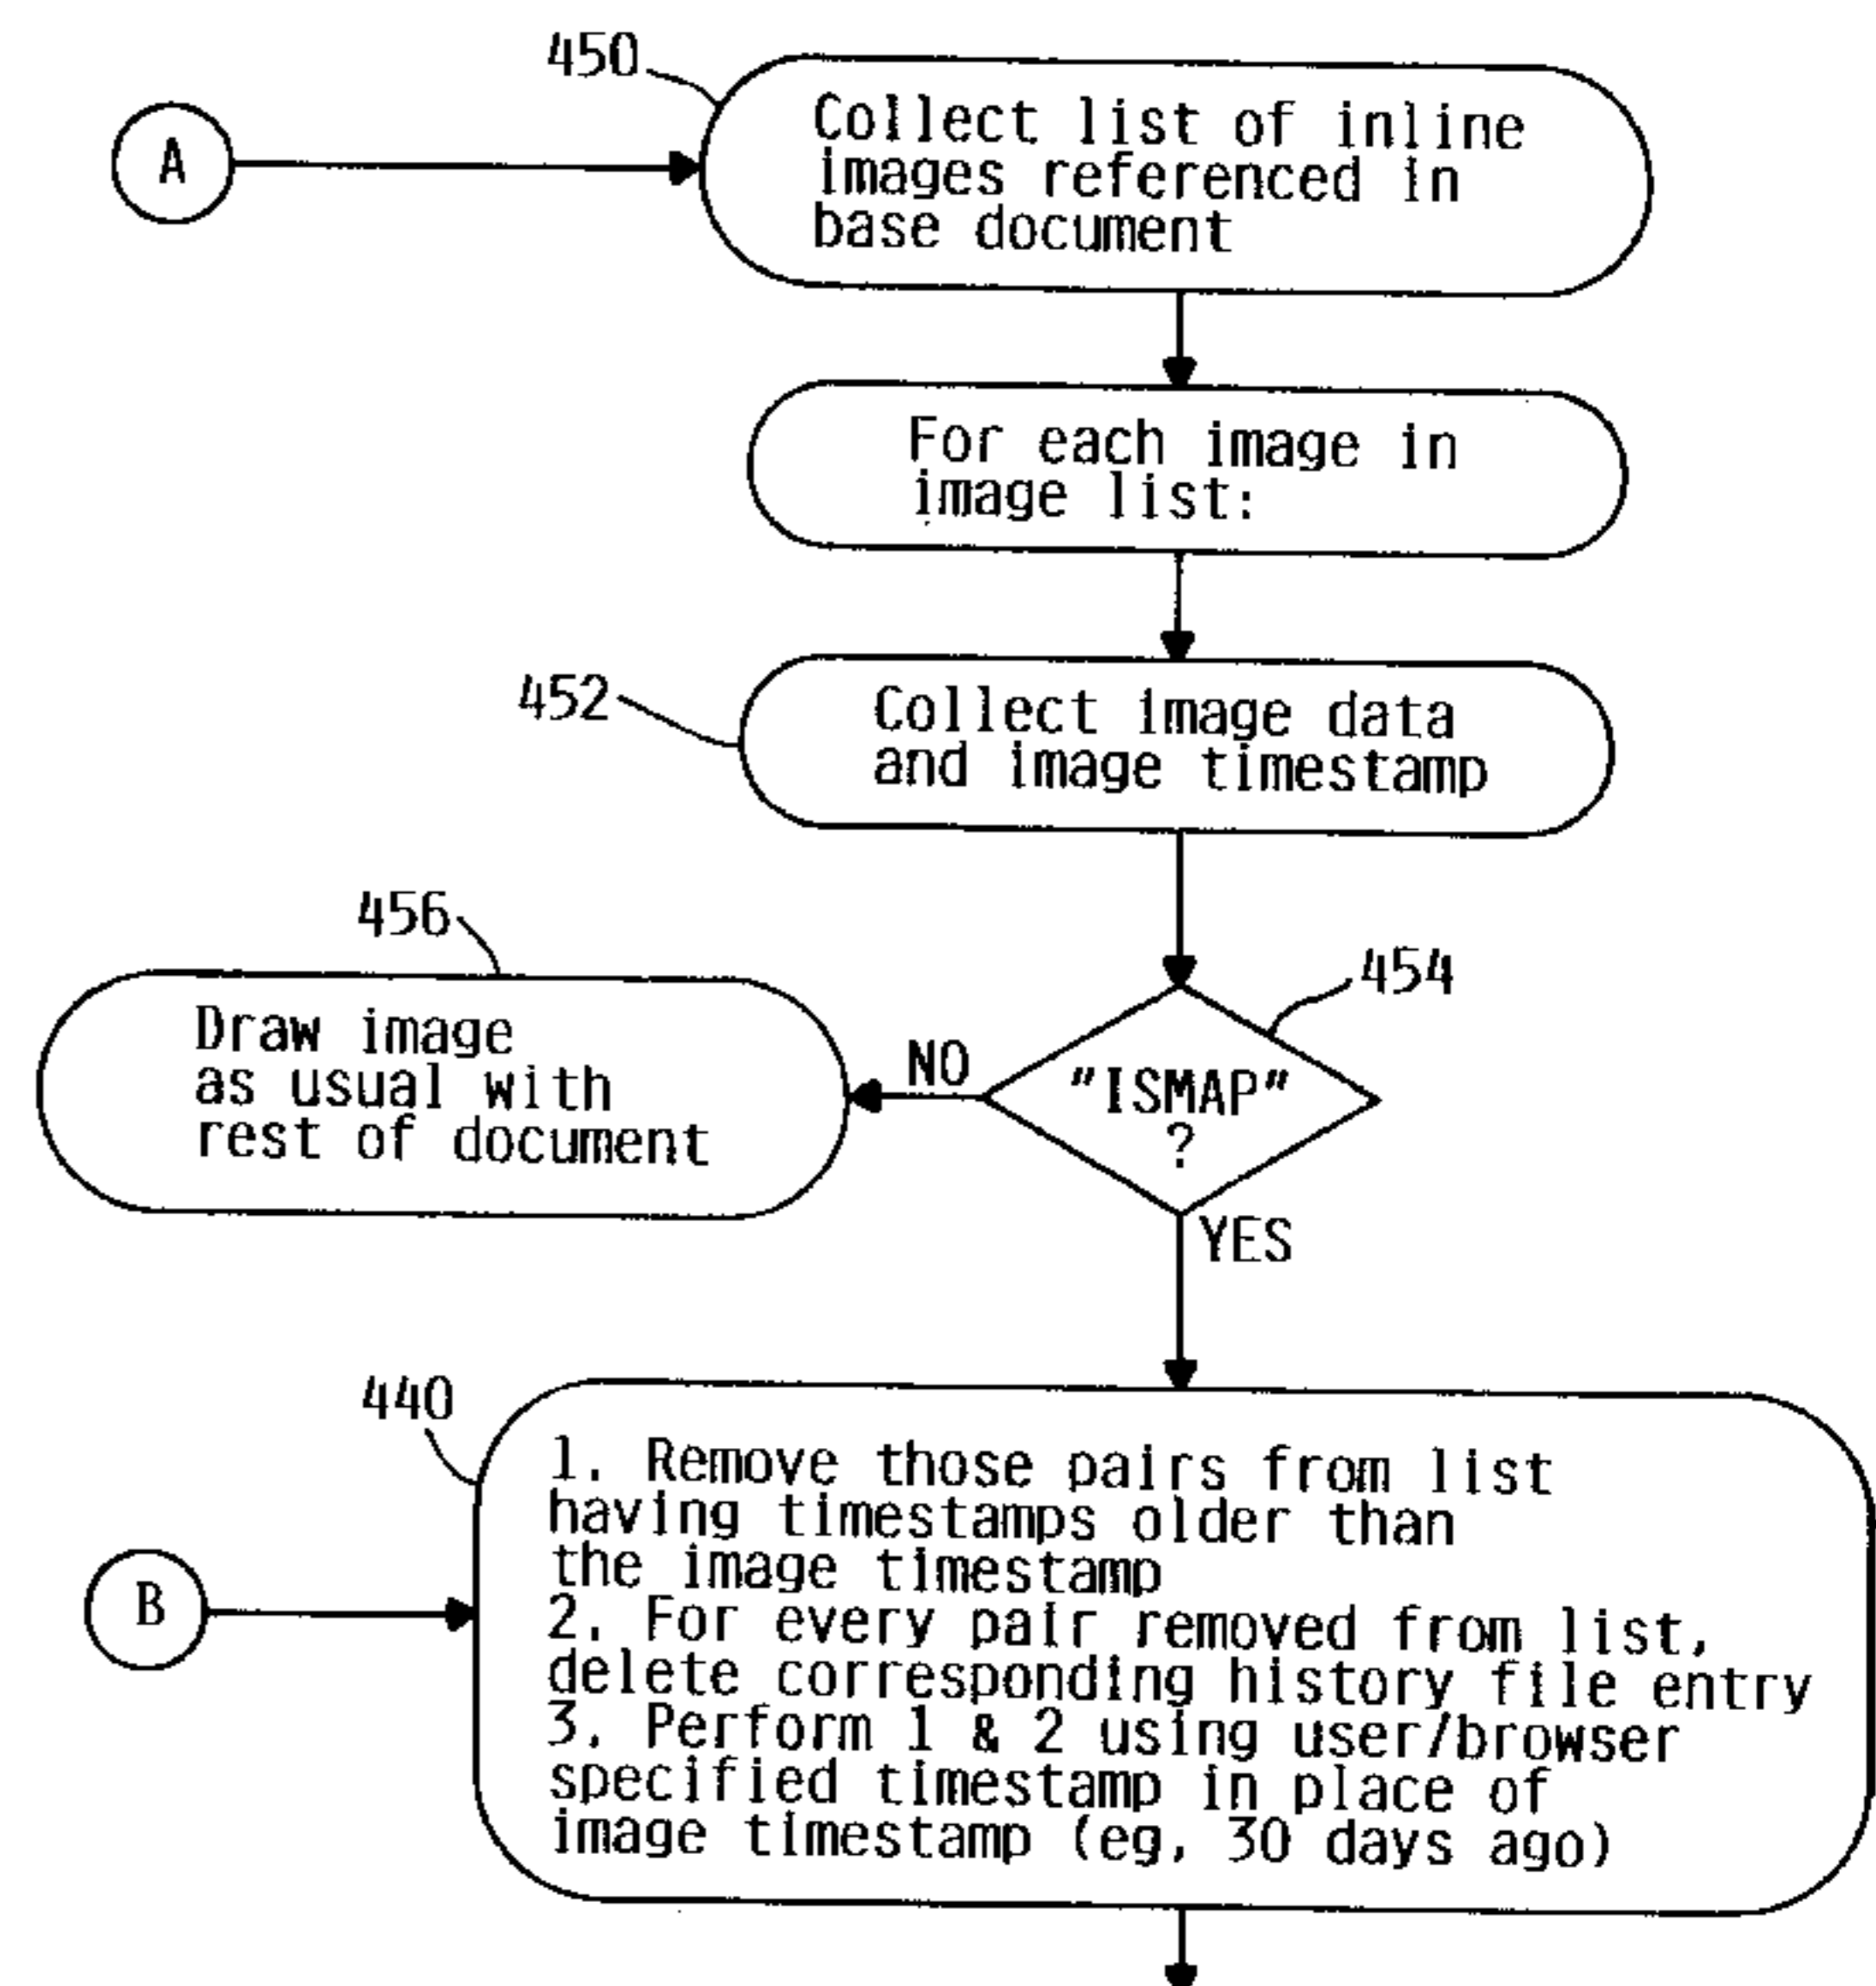 450
A
Collect list of inline
images referenced in
base document
For each image in
image list:
452
Collect image data
and image timestamp
456
454
Draw image
as usual with
rest of document
NO
"ISMAP"
?
YES
440
1. Remove those pairs from list
having timestamps older than
the image timestamp
2. For every pair removed from list,
delete corresponding history file entry
3. Perform 1 & 2 using user/browser
specified timestamp in place of
image timestamp (eg, 30 days ago)
B